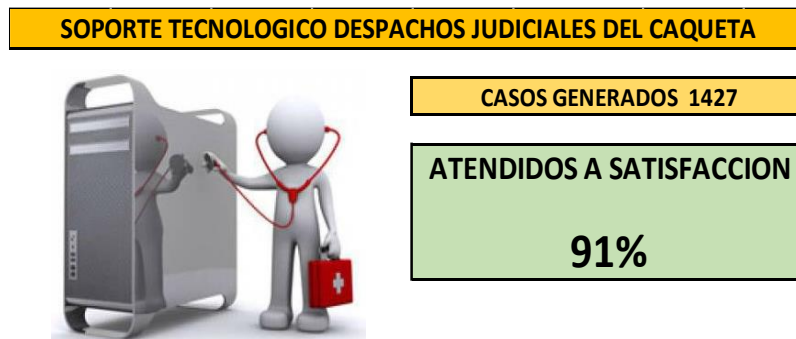 SOPORTE TECNOLOGICO DESPACHOS JUDICIALES DEL CAQUETA
CASOS GENERADOS 1427
ATENDIDOS A SATISFACCION
91%